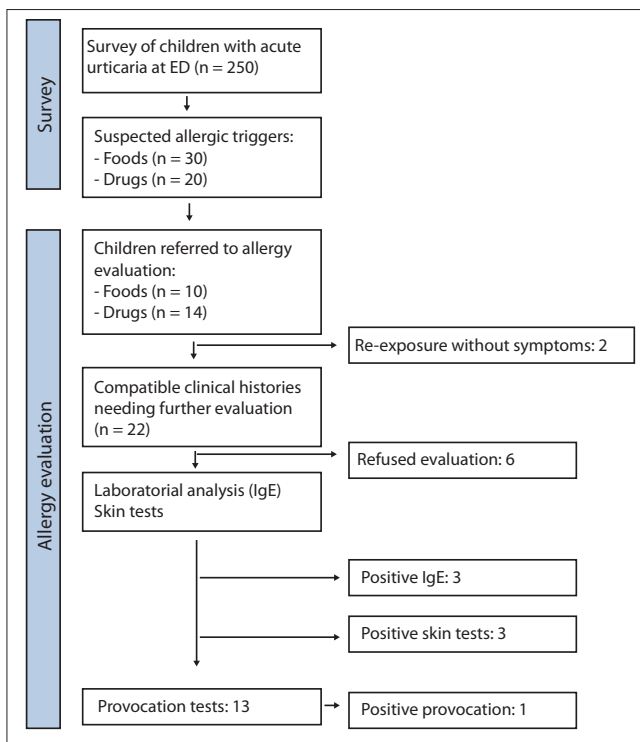 Survey
Survey of children with acute
urticaria at ED (n = 250)
Suspected allergic triggers:
- Foods (n = 30)
- Drugs (n = 20)
Allergy evaluation
Children referred to allergy
evaluation:
- Foods (n = 10)
- Drugs (n = 14)
Re-exposure without symptoms: 2
Compatible clinical histories
needing further evaluation
(n = 22)
Refused evaluation: 6
Laboratorial analysis (IgE)
Skin tests
Positive IgE: 3
Positive skin tests: 3
Provocation tests: 13
Positive provocation: 1